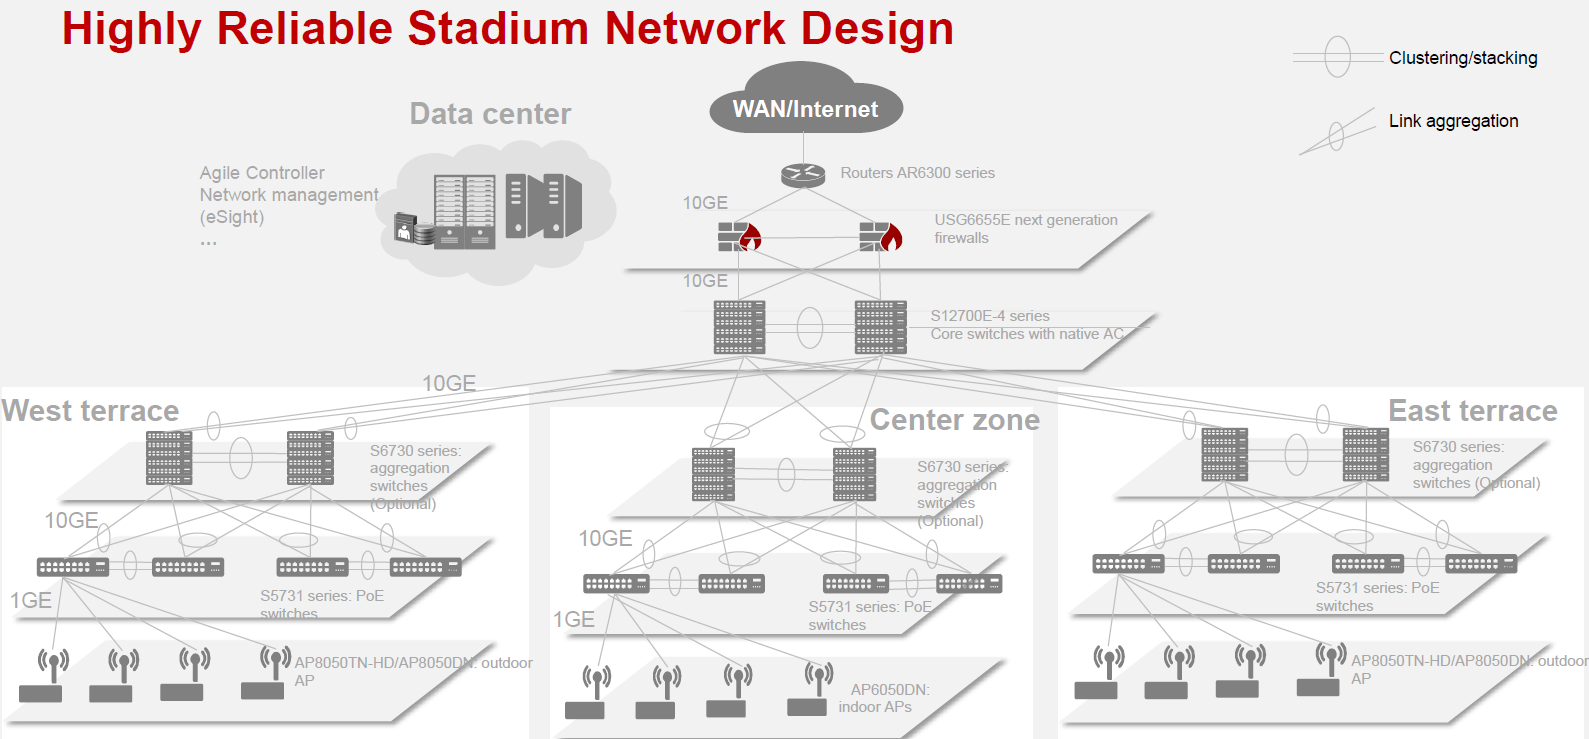 Highly Reliable Stadium Network Design
Clustering/stacking
Link aggregation
WAN/Internet
Data center
Agile Controller
Network management
(eSight)
...
Routers AR6300 series
10GE
USG6655E next generation
firewalls
10GE
S12700E-4 series
Core switches with native AC
10GE
West terrace
S6730 series:
aggregation
switches
(Optional)
10GE
S5731 series: PoE
switches
1GE
AP8050TN-HD/AP8050DN: outdoor
AP
Center zone
S6730 series:
aggregation
switches
(Optional)
10GE
S5731 series: PoE
switches
1GE
AP6050DN:
indoor APs
East terrace
S6730 series:
aggregation
switches (Optional)
S5731 series: PoE
switches
AP8050TN-HD/AP8050DN: outdoor
AP